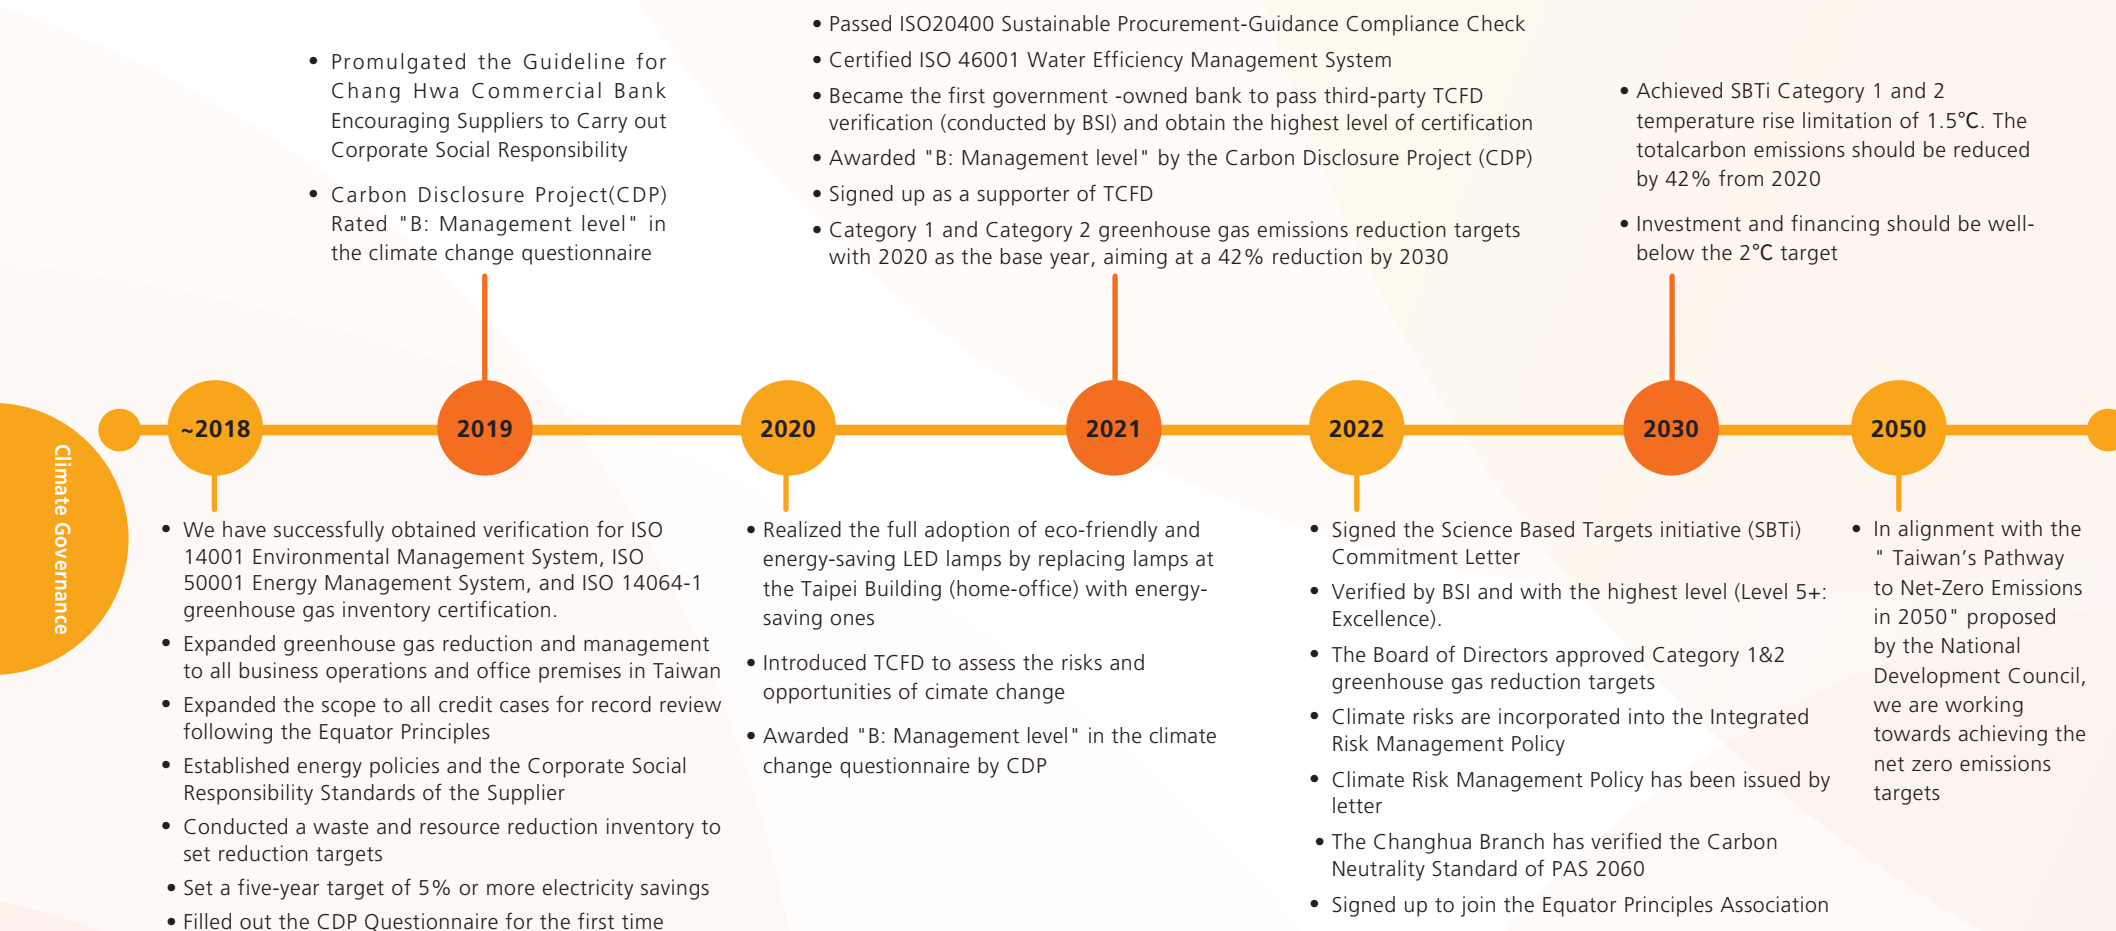 Climate Governance
~2018
• We have successfully obtained verification for ISO
14001 Environmental Management System, ISO
50001 Energy Management System, and ISO 14064-1
greenhouse gas inventory certification.
• Expanded greenhouse gas reduction and management
to all business operations and office premises in Taiwan
• Expanded the scope to all credit cases for record review
following the Equator Principles
• Established energy policies and the Corporate Social
Responsibility Standards of the Supplier
• Conducted a waste and resource reduction inventory to
set reduction targets
• Set a five-year target of 5% or more electricity savings
• Filled out the CDP Questionnaire for the first time
2019
• Promulgated the Guideline for
Chang Hwa Commercial Bank
Encouraging Suppliers to Carry out
Corporate Social Responsibility
• Carbon Disclosure Project(CDP)
Rated "B: Management level" in
the climate change questionnaire
2020
• Realized the full adoption of eco-friendly and
energy-saving LED lamps by replacing lamps at
the Taipei Building (home-office) with energy-
saving ones
• Introduced TCFD to assess the risks and
opportunities of cimate change
• Awarded "B: Management level" in the climate
change questionnaire by CDP
2021
• Passed ISO20400 Sustainable Procurement-Guidance Compliance Check
• Certified ISO 46001 Water Efficiency Management System
• Became the first government -owned bank to pass third-party TCFD
verification (conducted by BSI) and obtain the highest level of certification
• Awarded "B: Management level" by the Carbon Disclosure Project (CDP)
• Signed up as a supporter of TCFD
• Category 1 and Category 2 greenhouse gas emissions reduction targets
with 2020 as the base year, aiming at a 42% reduction by 2030
2022
• Signed the Science Based Targets initiative (SBTi)
Commitment Letter
• Verified by BSI and with the highest level (Level 5+:
Excellence).
• The Board of Directors approved Category 1&2
greenhouse gas reduction targets
• Climate risks are incorporated into the Integrated
Risk Management Policy
• Climate Risk Management Policy has been issued by
letter
• The Changhua Branch has verified the Carbon
Neutrality Standard of PAS 2060
• Signed up to join the Equator Principles Association
2030
• Achieved SBTi Category 1 and 2
temperature rise limitation of 1.5℃. The
totalcarbon emissions should be reduced
by 42% from 2020
• Investment and financing should be well-
below the 2℃ target
2050
• In alignment with the
" Taiwan’s Pathway
to Net-Zero Emissions
in 2050" proposed
by the National
Development Council,
we are working
towards achieving the
net zero emissions
targets